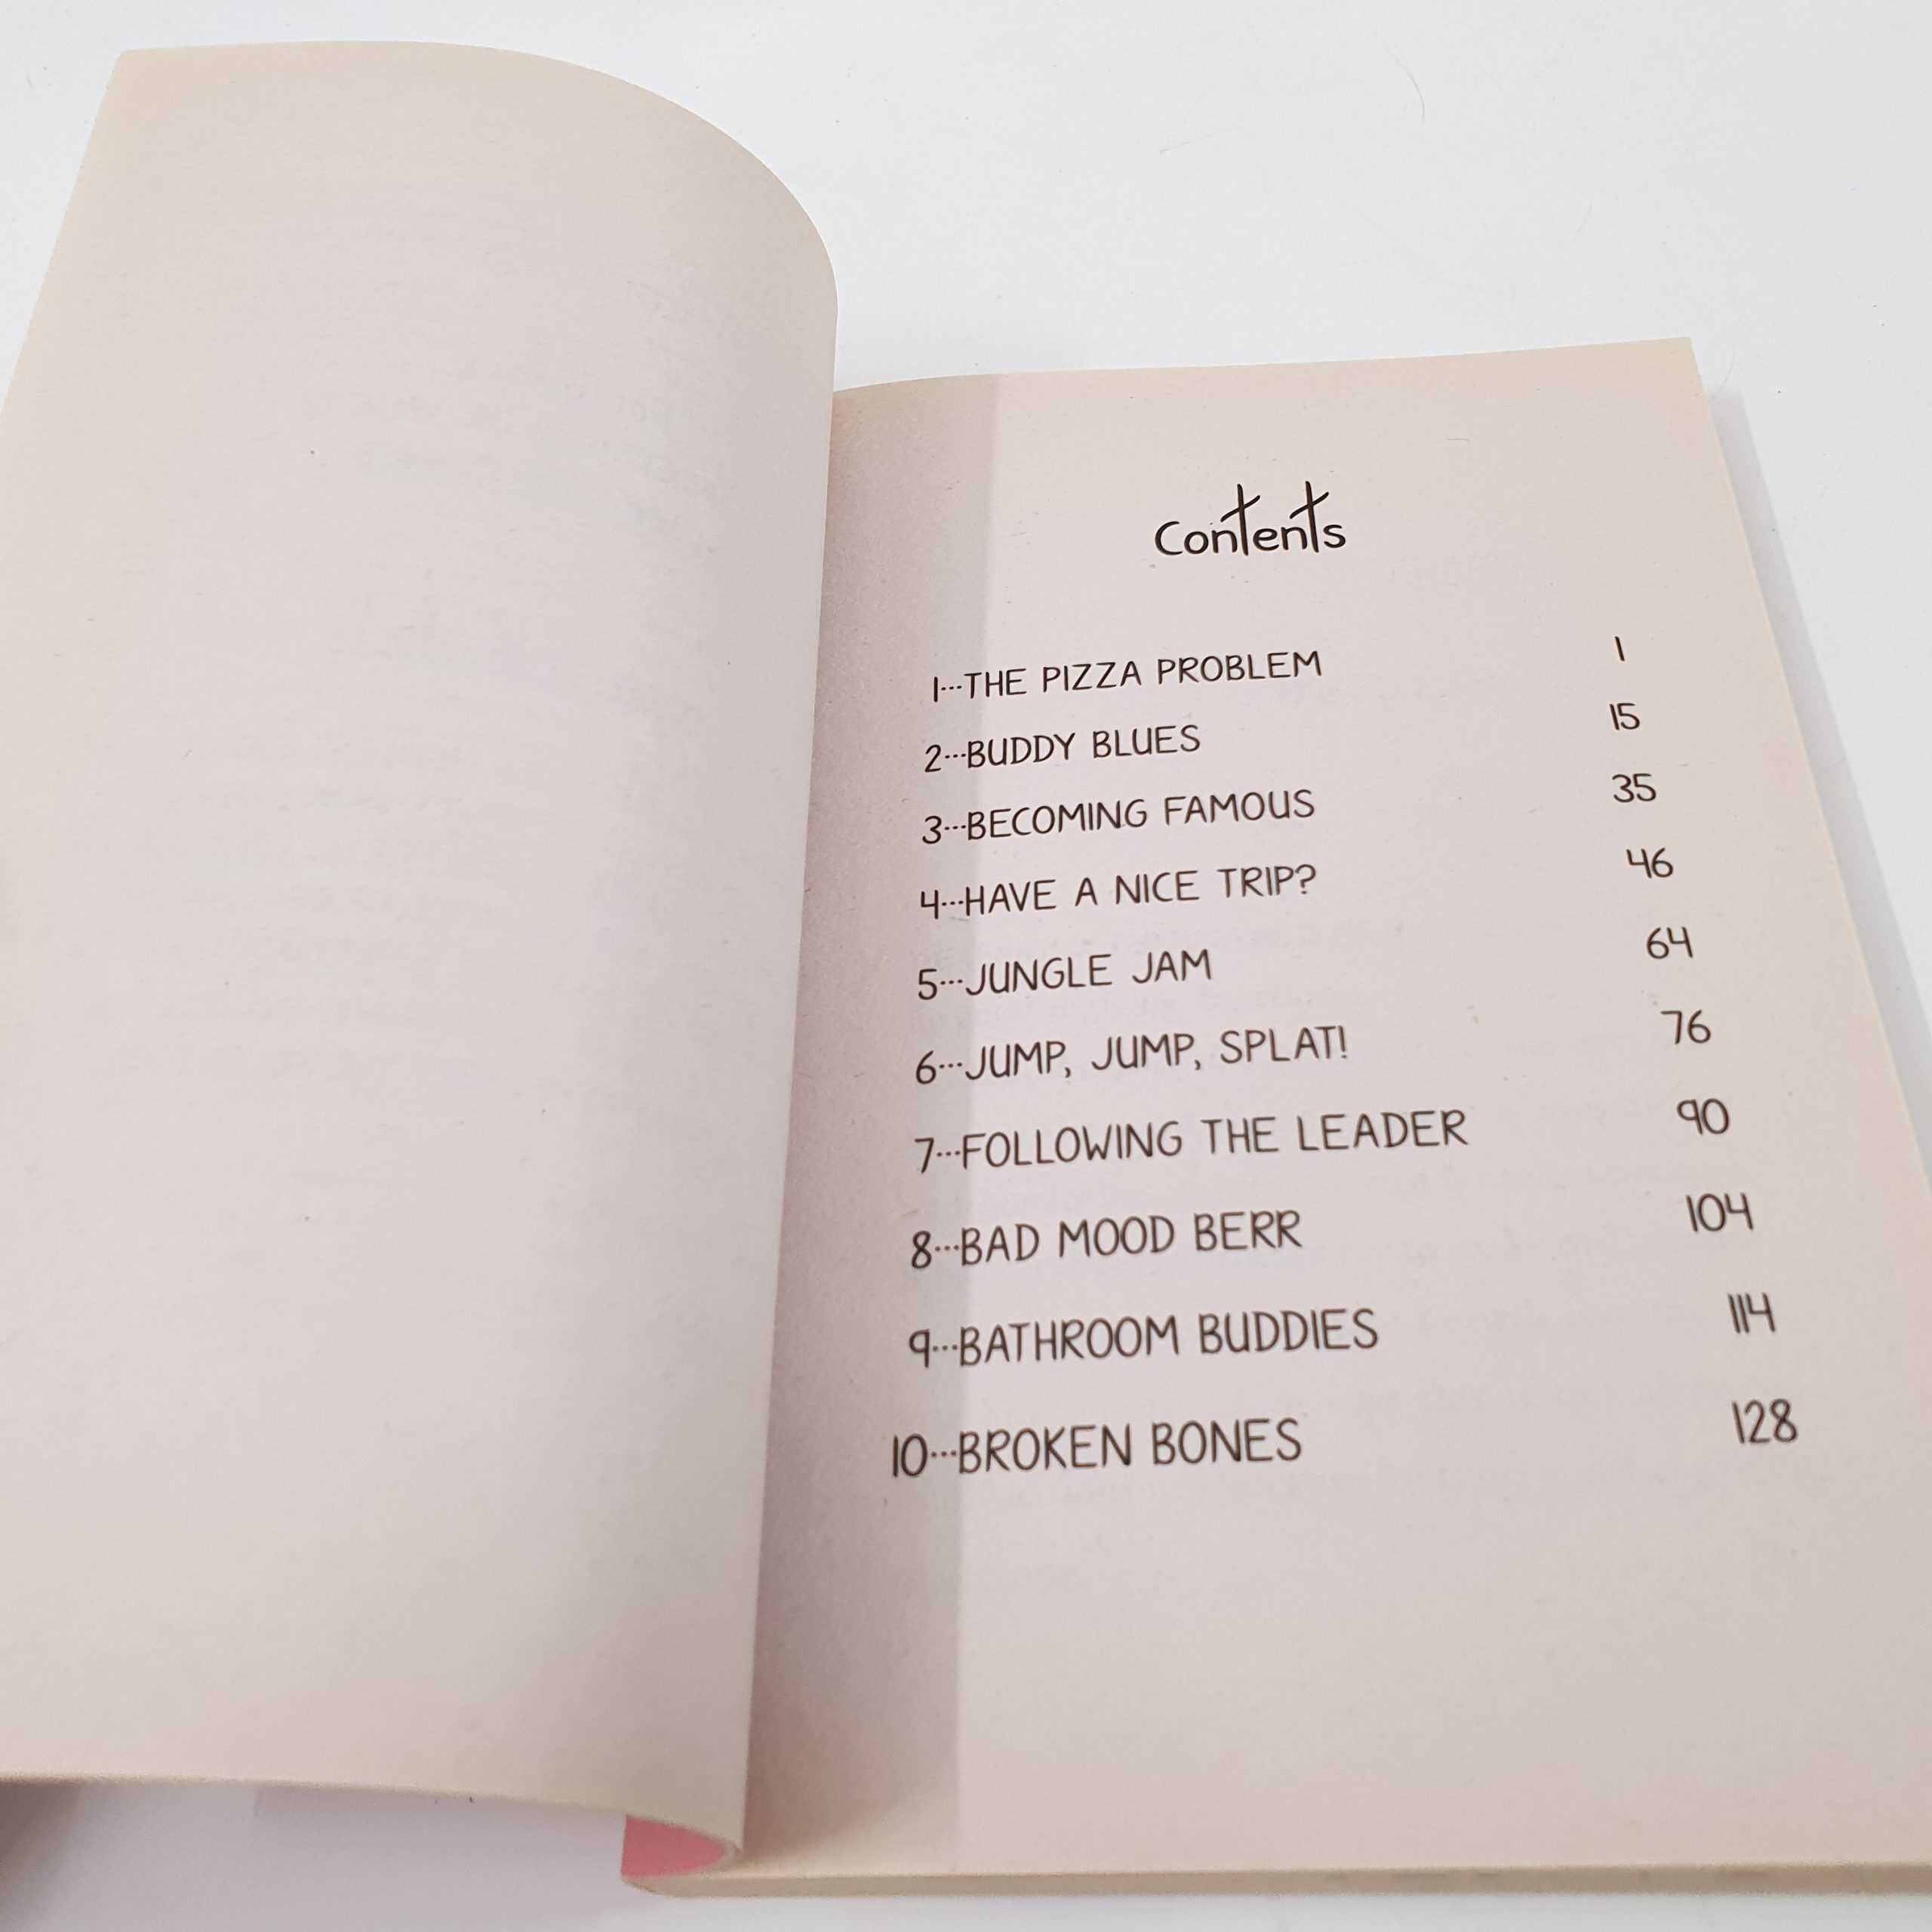 Contents
1···THE PIZZA PROBLEM 1
2···BUDDY BLUES 15
3···BECOMING FAMOUS 35
4···HAVE A NICE TRIP? 46
5···JUNGLE JAM 64
6···JUMP, JUMP, SPLAT! 76
7···FOLLOWING THE LEADER 90
8···BAD MOOD BERR 104
9···BATHROOM BUDDIES 114
10···BROKEN BONES 128